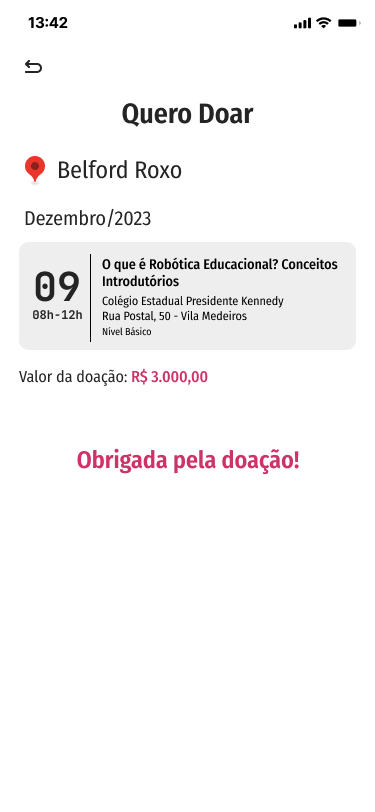 13:42
Quero Doar
Belford Roxo
Dezembro/2023
09
08h-12h
O que é Robótica Educacional? Conceitos
Introdutórios
Colégio Estadual Presidente Kennedy
Rua Postal, 50 - Vila Medeiros
Nível Básico
Valor da doação: R$ 3.000,00
Obrigada pela doação!